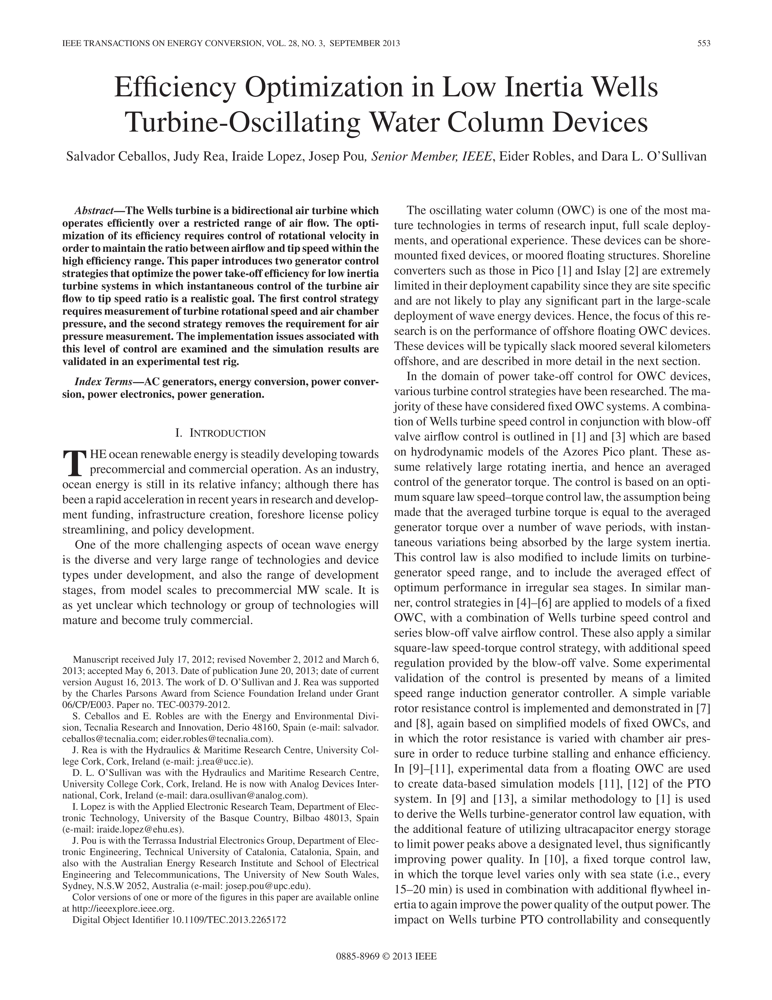 IEEE TRANSACTIONS ON ENERGY CONVERSION, VOL. 28, NO. 3, SEPTEMBER 2013
553
Efficiency Optimization in Low Inertia Wells
Turbine-Oscillating Water Column Devices
Salvador Ceballos, Judy Rea, Iraide Lopez, Josep Pou, Senior Member, IEEE, Eider Robles, and Dara L. O'Sullivan
Abstract—The Wells turbine is a bidirectional air turbine which
operates efficiently over a restricted range of air flow. The opti-
mization of its efficiency requires control of rotational velocity in
order to maintain the ratio between airflow and tip speed within the
high efficiency range. This paper introduces two generator control
strategies that optimize the power take-off efficiency for low inertia
turbine systems in which instantaneous control of the turbine air
flow to tip speed ratio is a realistic goal. The first control strategy
requires measurement of turbine rotational speed and air chamber
pressure, and the second strategy removes the requirement for air
pressure measurement. The implementation issues associated with
this level of control are examined and the simulation results are
validated in an experimental test rig.
Index Terms—AC generators, energy conversion, power conver-
sion, power electronics, power generation.
I. INTRODUCTION
THE ocean renewable energy is steadily developing towards
precommercial and commercial operation. As an industry,
ocean energy is still in its relative infancy; although there has
been a rapid acceleration in recent years in research and develop-
ment funding, infrastructure creation, foreshore license policy
streamlining, and policy development.
One of the more challenging aspects of ocean wave energy
is the diverse and very large range of technologies and device
types under development, and also the range of development
stages, from model scales to precommercial MW scale. It is
as yet unclear which technology or group of technologies will
mature and become truly commercial.
Manuscript received July 17, 2012; revised November 2, 2012 and March 6,
2013; accepted May 6, 2013. Date of publication June 20, 2013; date of current
version August 16, 2013. The work of D. O'Sullivan and J. Rea was supported
by the Charles Parsons Award from Science Foundation Ireland under Grant
06/CP/E003. Paper no. TEC-00379-2012.
S. Ceballos and E. Robles are with the Energy and Environmental Divi-
sion, Tecnalia Research and Innovation, Derio 48160, Spain (e-mail: salvador.
ceballos@tecnalia.com; eider.robles@tecnalia.com).
J. Rea is with the Hydraulics & Maritime Research Centre, University Col-
lege Cork, Cork, Ireland (e-mail: j.rea@ucc.ie).
D. L. O'Sullivan was with the Hydraulics and Maritime Research Centre,
University College Cork, Cork, Ireland. He is now with Analog Devices Inter-
national, Cork, Ireland (e-mail: dara.osullivan@analog.com).
I. Lopez is with the Applied Electronic Research Team, Department of Elec-
tronic Technology, University of the Basque Country, Bilbao 48013, Spain
(e-mail: iraide.lopez@ehu.es).
J. Pou is with the Terrassa Industrial Electronics Group, Department of Elec-
tronic Engineering, Technical University of Catalonia, Catalonia, Spain, and
also with the Australian Energy Research Institute and School of Electrical
Engineering and Telecommunications, The University of New South Wales,
Sydney, N.S.W 2052, Australia (e-mail: josep.pou@upc.edu).
Color versions of one or more of the figures in this paper are available online
at http://ieeexplore.ieee.org.
Digital Object Identifier 10.1109/TEC.2013.2265172
The oscillating water column (OWC) is one of the most ma-
ture technologies in terms of research input, full scale deploy-
ments, and operational experience. These devices can be shore-
mounted fixed devices, or moored floating structures. Shoreline
converters such as those in Pico [1] and Islay [2] are extremely
limited in their deployment capability since they are site specific
and are not likely to play any significant part in the large-scale
deployment of wave energy devices. Hence, the focus of this re-
search is on the performance of offshore floating OWC devices.
These devices will be typically slack moored several kilometers
offshore, and are described in more detail in the next section.
In the domain of power take-off control for OWC devices,
various turbine control strategies have been researched. The ma-
jority of these have considered fixed OWC systems. A combina-
tion of Wells turbine speed control in conjunction with blow-off
valve airflow control is outlined in [1] and [3] which are based
on hydrodynamic models of the Azores Pico plant. These as-
sume relatively large rotating inertia, and hence an averaged
control of the generator torque. The control is based on an opti-
mum square law speed–torque control law, the assumption being
made that the averaged turbine torque is equal to the averaged
generator torque over a number of wave periods, with instan-
taneous variations being absorbed by the large system inertia.
This control law is also modified to include limits on turbine-
generator speed range, and to include the averaged effect of
optimum performance in irregular sea stages. In similar man-
ner, control strategies in [4]–[6] are applied to models of a fixed
OWC, with a combination of Wells turbine speed control and
series blow-off valve airflow control. These also apply a similar
square-law speed-torque control strategy, with additional speed
regulation provided by the blow-off valve. Some experimental
validation of the control is presented by means of a limited
speed range induction generator controller. A simple variable
rotor resistance control is implemented and demonstrated in [7]
and [8], again based on simplified models of fixed OWCs, and
in which the rotor resistance is varied with chamber air pres-
sure in order to reduce turbine stalling and enhance efficiency.
In [9]–[11], experimental data from a floating OWC are used
to create data-based simulation models [11], [12] of the PTO
system. In [9] and [13], a similar methodology to [1] is used
to derive the Wells turbine-generator control law equation, with
the additional feature of utilizing ultracapacitor energy storage
to limit power peaks above a designated level, thus significantly
improving power quality. In [10], a fixed torque control law,
in which the torque level varies only with sea state (i.e., every
15–20 min) is used in combination with additional flywheel in-
ertia to again improve the power quality of the output power. The
impact on Wells turbine PTO controllability and consequently
0885-8969 © 2013 IEEE